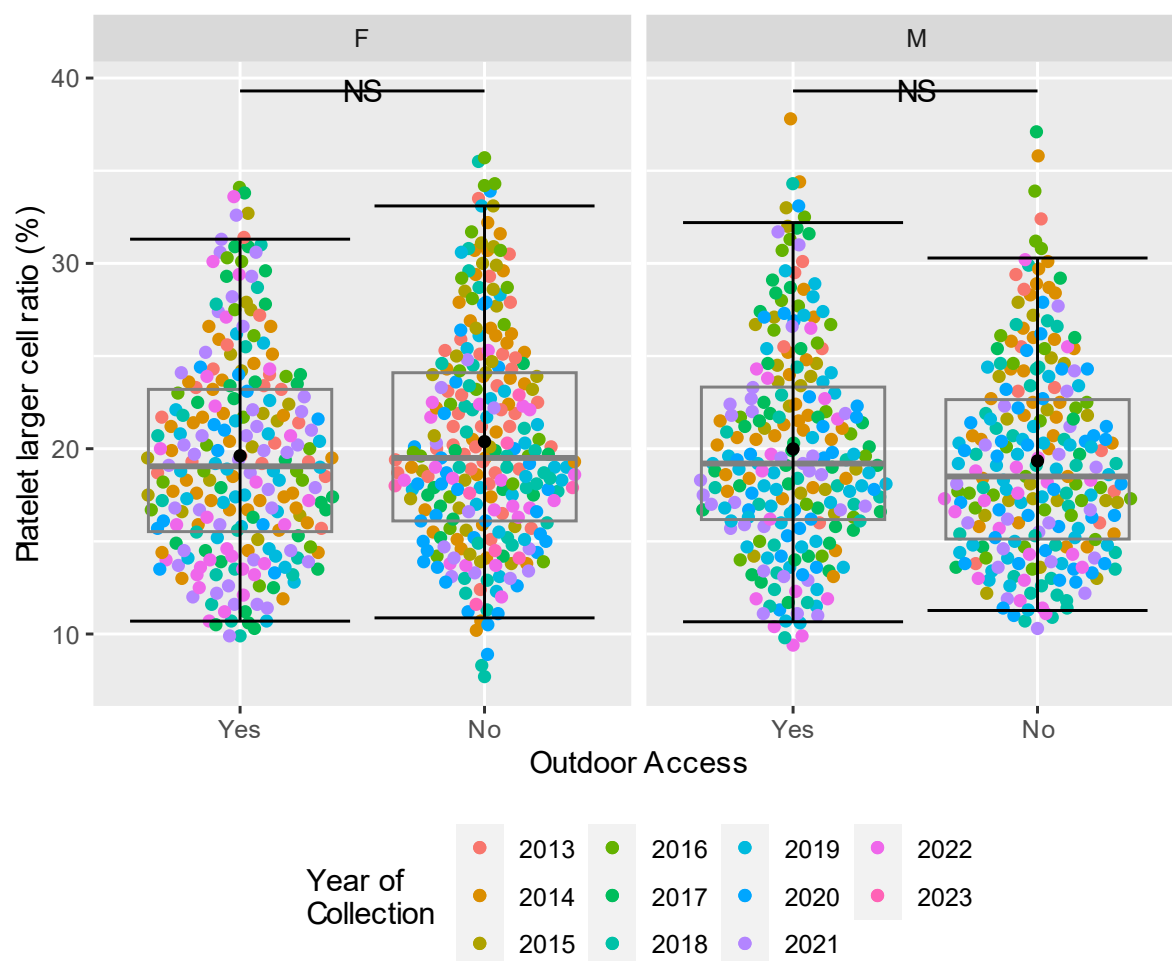 F
M
NS
NS
Platelet larger cell ratio (%)
40
30
20
10
Yes
No
Yes
No
Outdoor Access
Year of
Collection
2013
2014
2015
2016
2017
2018
2019
2020
2021
2022
2023